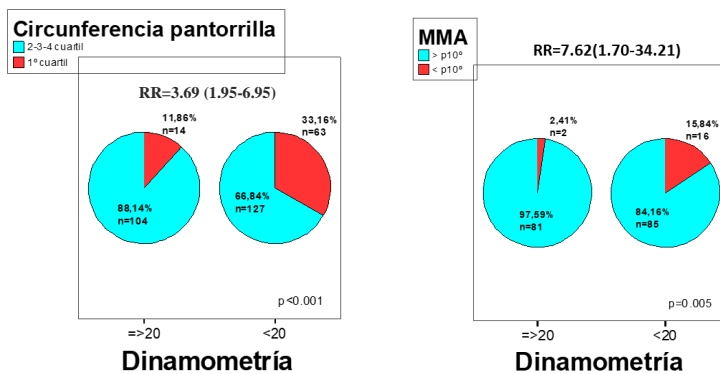 Circunferencia pantorrilla
2-3-4 cuartil
1º cuartil
RR=3.69 (1.95-6.95)
11,86%
n=14
33,16%
n=63
88,14%
n=104
66,84%
n=127
p<0.001
=>20
<20
Dinamometría
MMA
> p10º
< p10º
RR=7.62(1.70-34.21)
2,41%
n=2
15,84%
n=16
97,59%
n=81
84,16%
n=85
p=0.005
=>20
<20
Dinamometría